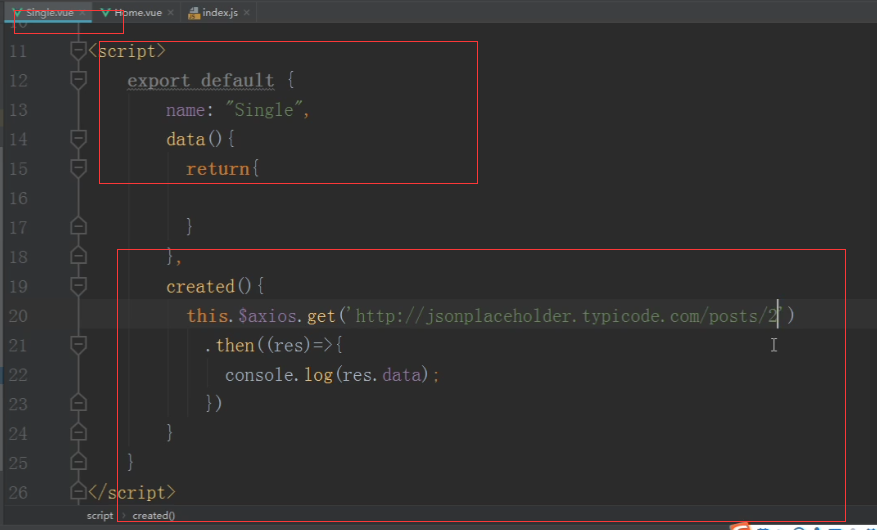 Single.vue Home.vue index.js
10
11 <script>
12 export default {
13 name: "Single",
14 data(){
15 return{
16
17 }
18 },
19 created(){
20 this.$axios.get('http://jsonplaceholder.typicode.com/posts/2')
21 .then((res)=>{
22 console.log(res.data);
23 })
24 }
25 }
26 </script>
script created()